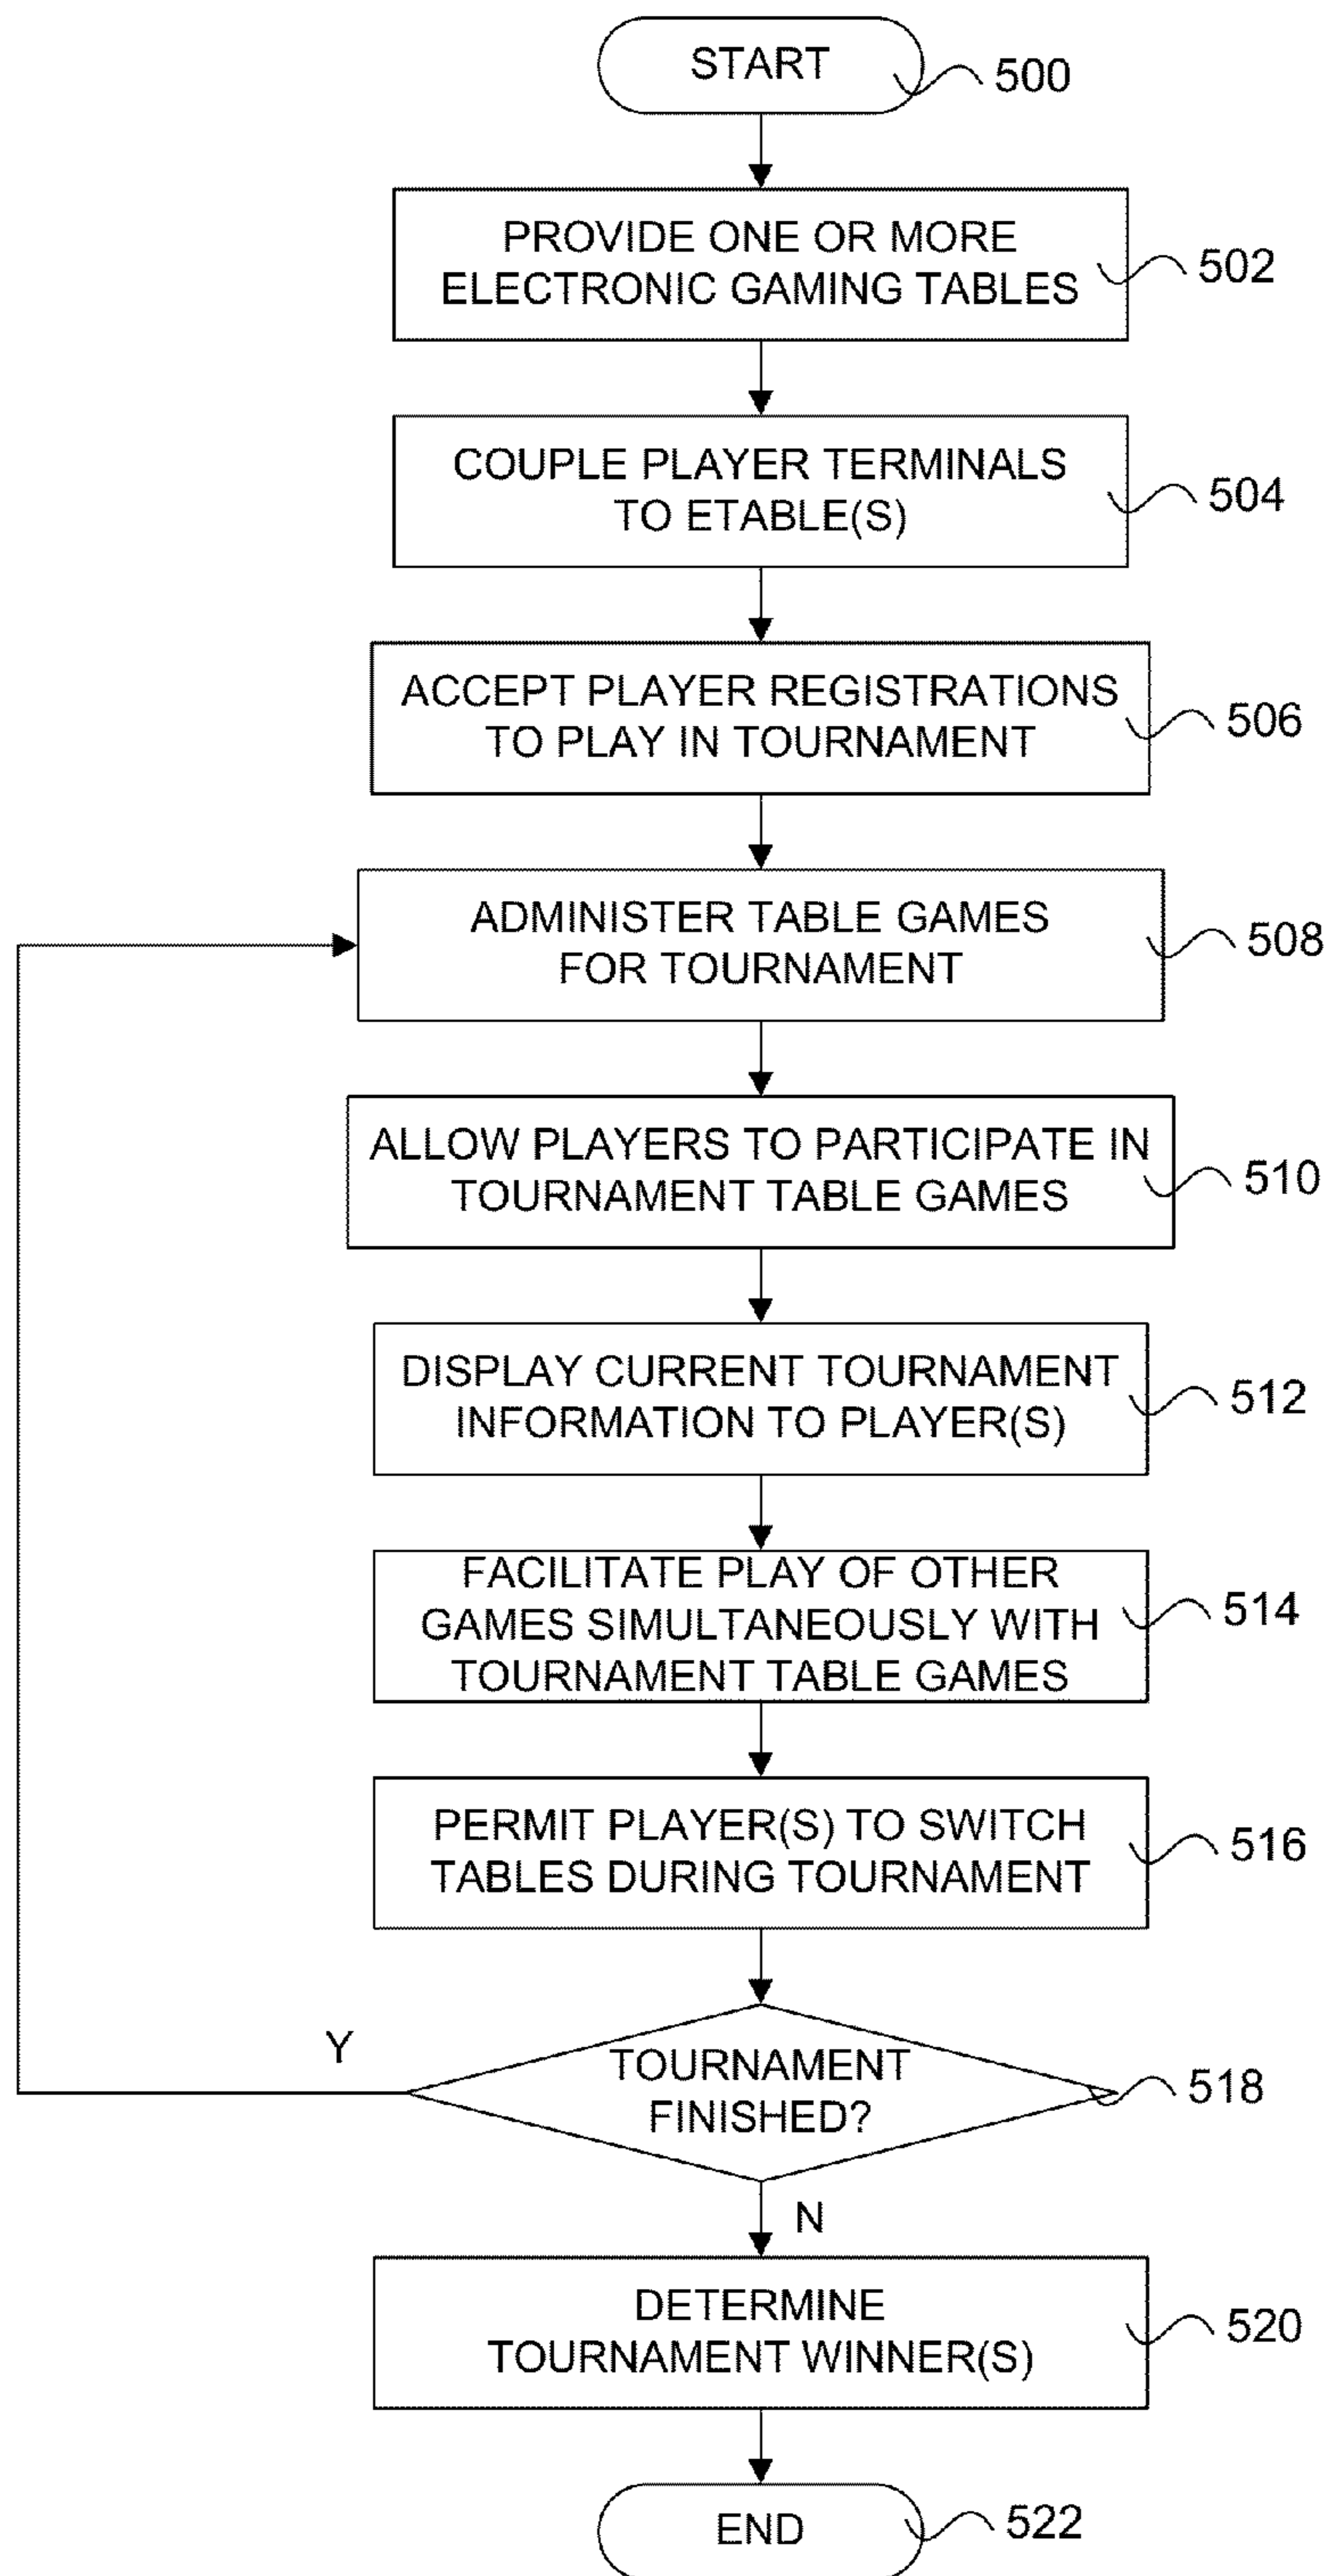 START
500
PROVIDE ONE OR MORE
ELECTRONIC GAMING TABLES
502
COUPLE PLAYER TERMINALS
TO ETABLE(S)
504
ACCEPT PLAYER REGISTRATIONS
TO PLAY IN TOURNAMENT
506
ADMINISTER TABLE GAMES
FOR TOURNAMENT
508
ALLOW PLAYERS TO PARTICIPATE IN
TOURNAMENT TABLE GAMES
510
DISPLAY CURRENT TOURNAMENT
INFORMATION TO PLAYER(S)
512
FACILITATE PLAY OF OTHER
GAMES SIMULTANEOUSLY WITH
TOURNAMENT TABLE GAMES
514
PERMIT PLAYER(S) TO SWITCH
TABLES DURING TOURNAMENT
516
Y
TOURNAMENT
FINISHED?
518
N
DETERMINE
TOURNAMENT WINNER(S)
520
END
522